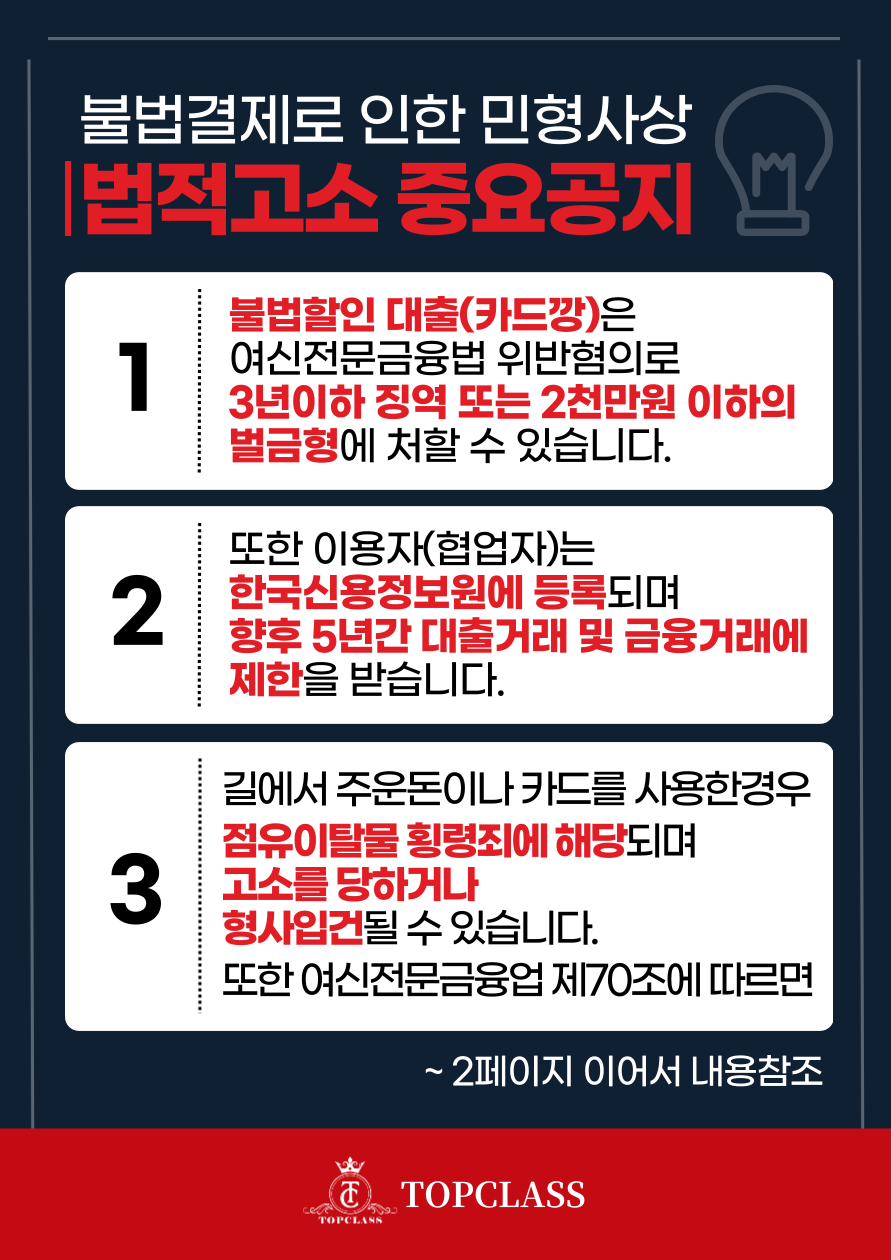 불법결제로 인한 민형사상
법적고소 중요공지
1
불법할인 대출(카드깡)은
여신전문금융법 위반혐의로
3년이하 징역 또는 2천만원 이하의
벌금형에 처할 수 있습니다.
2
또한 이용자(협업자)는
한국신용정보원에 등록되며
향후 5년간 대출거래 및 금융거래에
제한을 받습니다.
3
길에서 주운돈이나 카드를 사용한경우
점유이탈물 횡령죄에 해당되며
고소를 당하거나
형사입건될 수 있습니다.
또한 여신전문금융업 제70조에 따르면
~ 2페이지 이어서 내용참조
TC
TOPCLASS
TOPCLASS